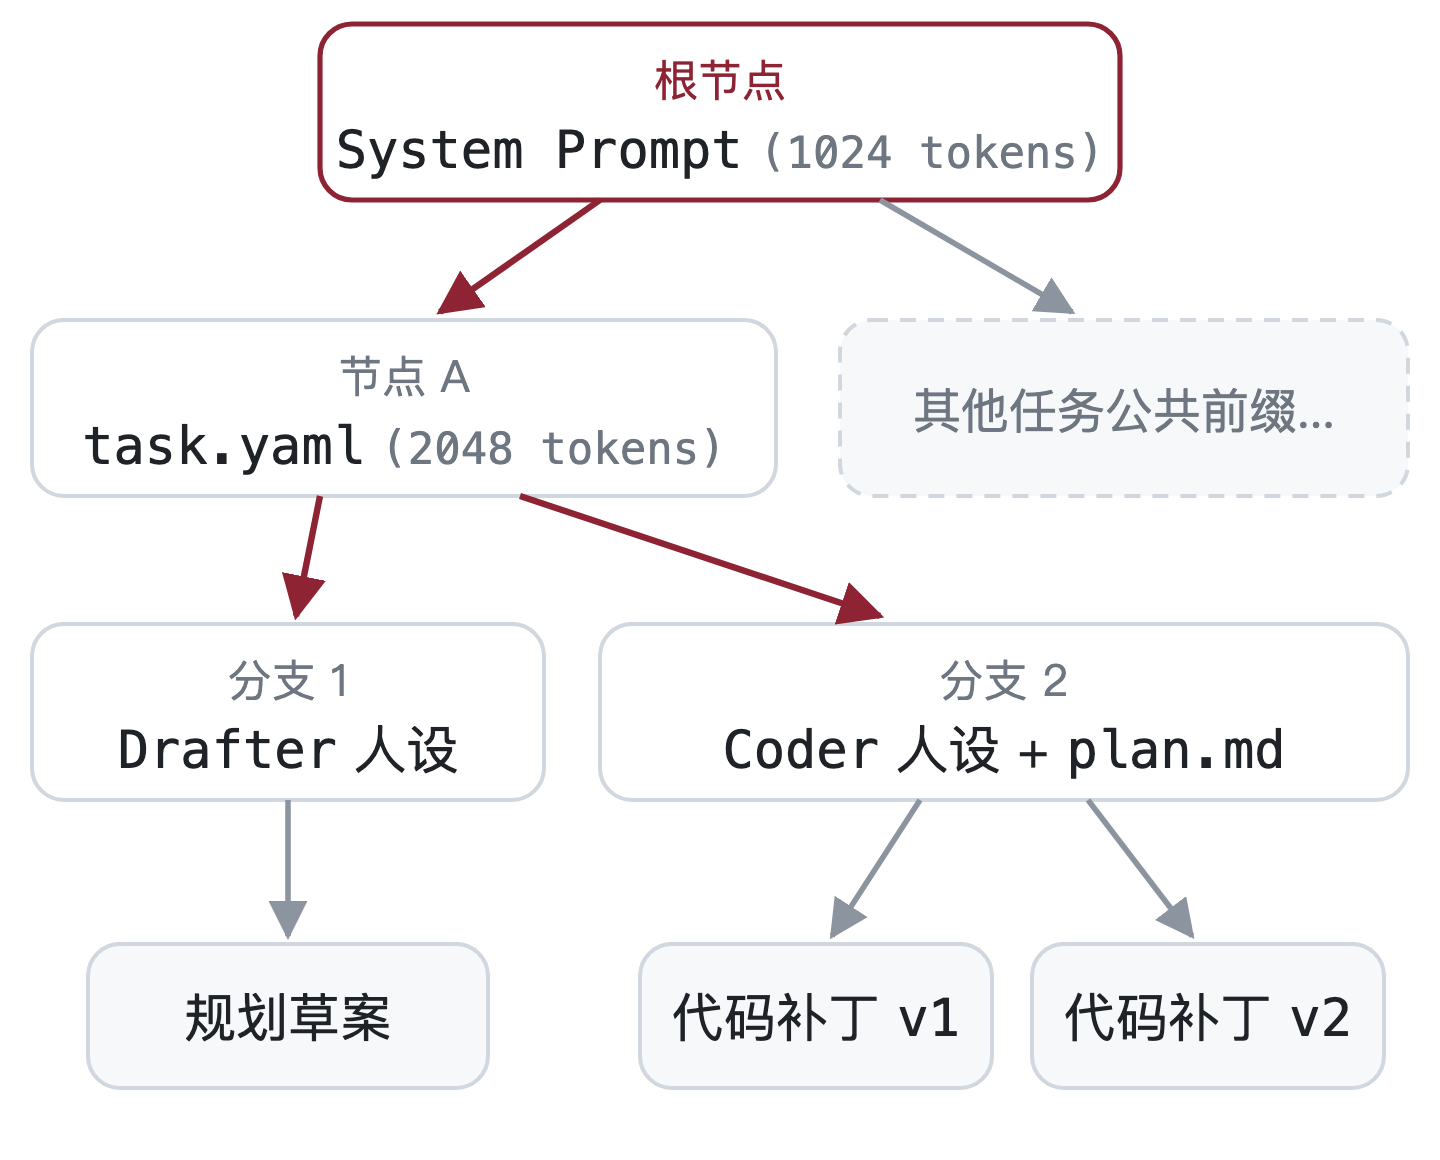 根节点
System Prompt (1024 tokens)
节点 A
task.yaml (2048 tokens)
其他任务公共前缀...
分支 1
Drafter 人设
分支 2
Coder 人设 + plan.md
规划草案
代码补丁 v1
代码补丁 v2